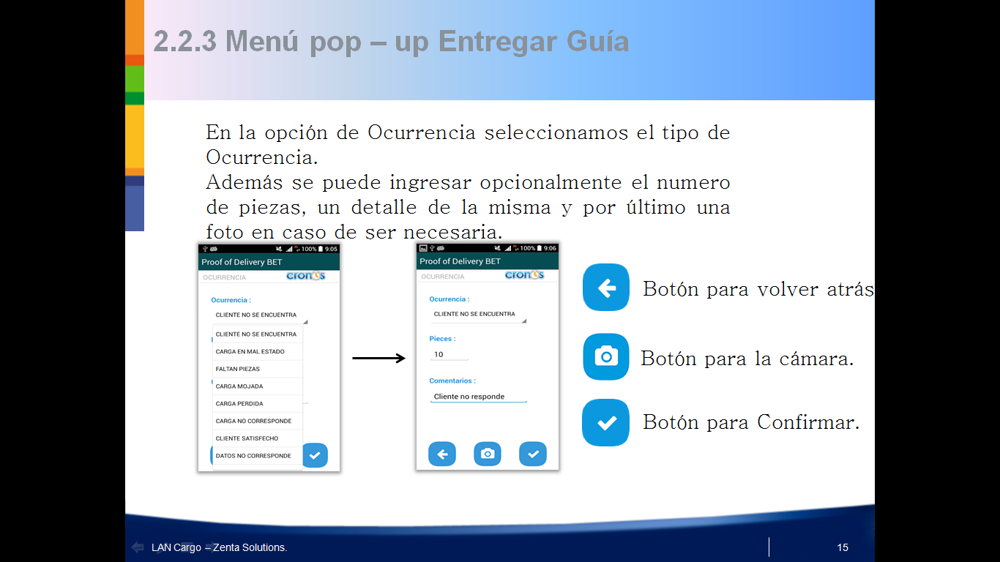 2.2.3 Menú pop – up Entregar Guía
En la opción de Ocurrencia seleccionamos el tipo de
Ocurrencia.
Además se puede ingresar opcionalmente el numero
de piezas, un detalle de la misma y por último una
foto en caso de ser necesaria.
100% 9:05
Proof of Delivery BET
OCURRENCIA cronos
Ocurrencia :
CLIENTE NO SE ENCUENTRA
CLIENTE NO SE ENCUENTRA
CARGA EN MAL ESTADO
FALTAN PIEZAS
CARGA MOJADA
CARGA PERDIDA
CARGA NO CORRESPONDE
CLIENTE SATISFECHO
DATOS NO CORRESPONDE
100% 9:06
Proof of Delivery BET
OCURRENCIA cronos
Ocurrencia :
CLIENTE NO SE ENCUENTRA
Pieces :
10
Comentarios :
Cliente no responde
Botón para volver atrás
Botón para la cámara.
Botón para Confirmar.
LAN Cargo – Zenta Solutions.
15